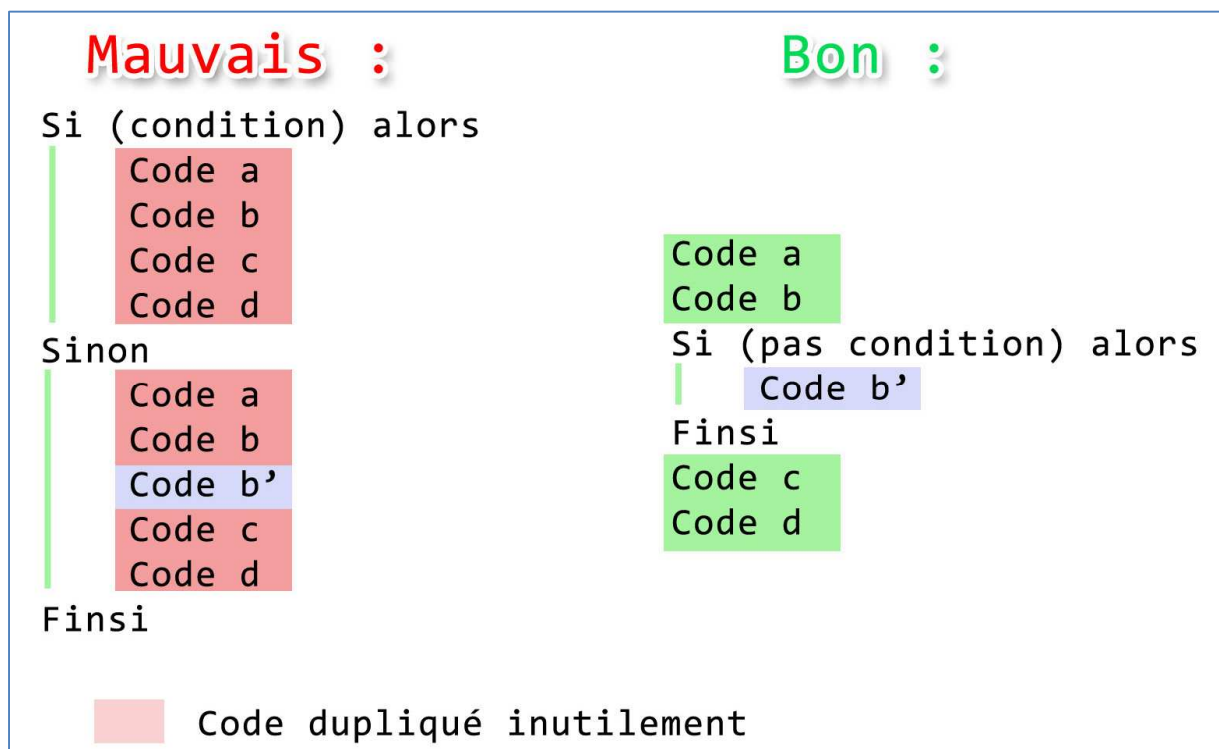 Mauvais :
Si (condition) alors
Code a
Code b
Code c
Code d
Sinon
Code a
Code b
Code b’
Code c
Code d
Finsi
Bon :
Code a
Code b
Si (pas condition) alors
Code b’
Finsi
Code c
Code d
Code dupliqué inutilement